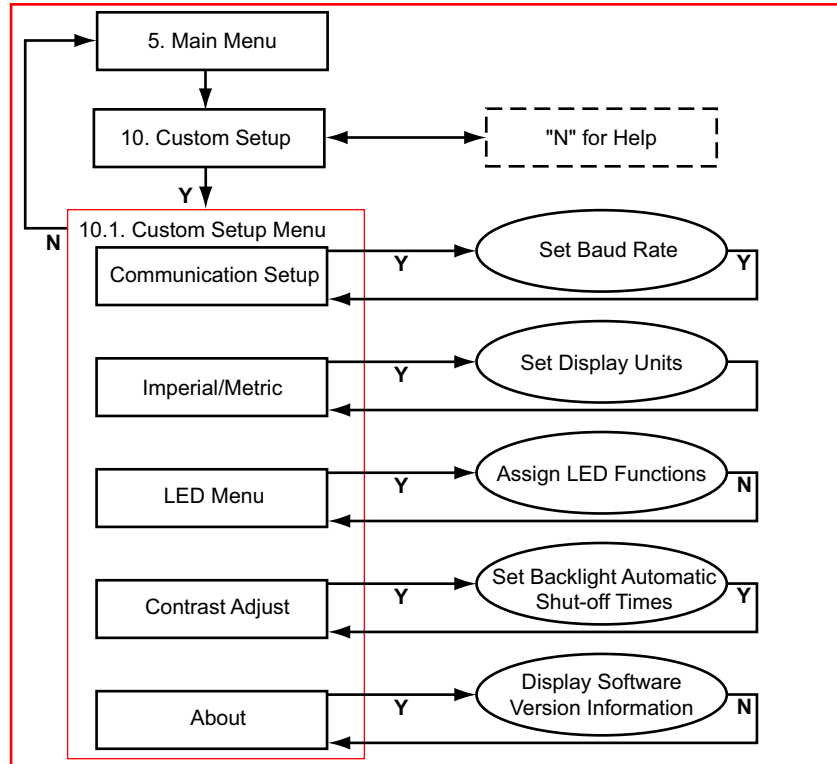 5. Main Menu
10. Custom Setup
"N" for Help
Y
N
10.1. Custom Setup Menu
Communication Setup
Y
Set Baud Rate
Y
Imperial/Metric
Y
Set Display Units
LED Menu
Y
Assign LED Functions
N
Contrast Adjust
Y
Set Backlight Automatic
Shut-off Times
Y
About
Y
Display Software
Version Information
N